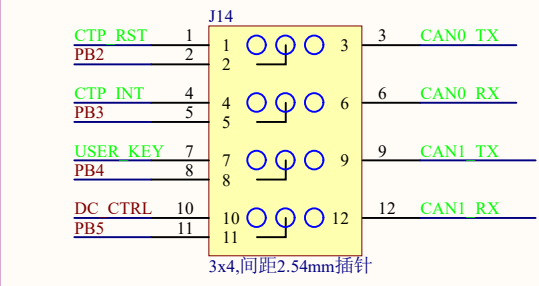 J14
CTP_RST 1 1 3 3 CAN0_TX
PB2 2 2
CTP_INT 4 4 6 6 CAN0_RX
PB3 5 5
USER_KEY 7 7 9 9 CAN1_TX
PB4 8 8
DC_CTRL 10 10 12 12 CAN1_RX
PB5 11 11
3x4,间距2.54mm插针